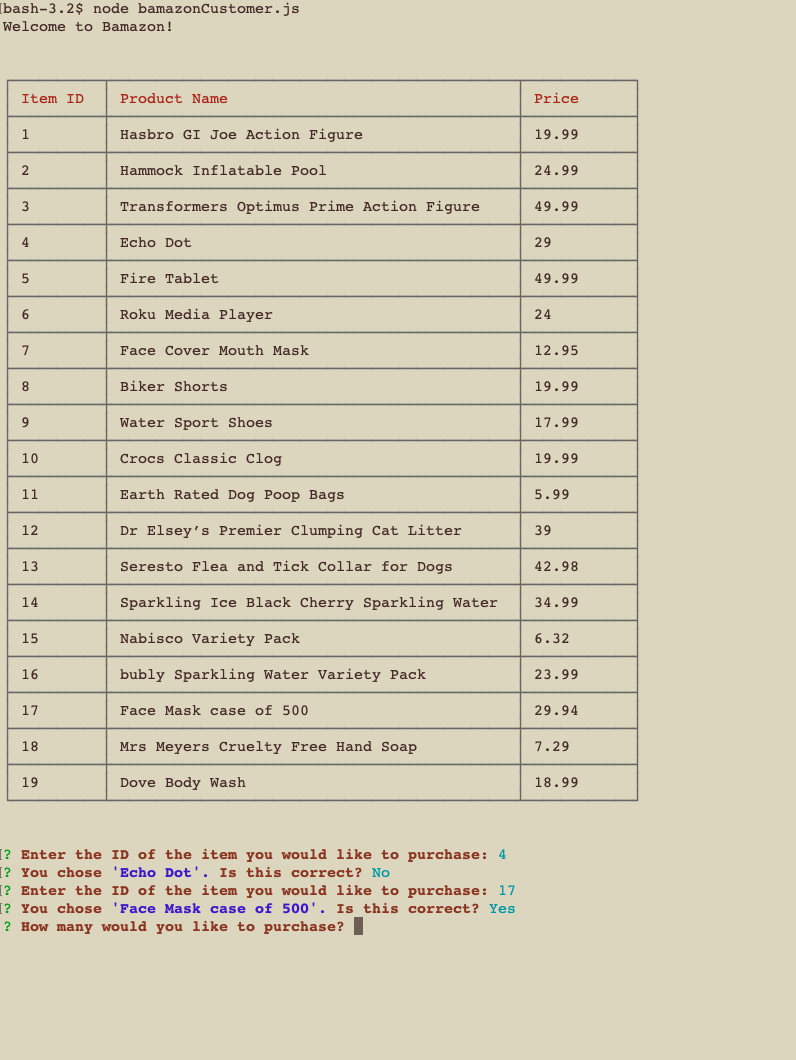 bash-3.2$ node bamazonCustomer.js
Welcome to Bamazon!
Item ID Product Name Price
1 Hasbro GI Joe Action Figure 19.99
2 Hammock Inflatable Pool 24.99
3 Transformers Optimus Prime Action Figure 49.99
4 Echo Dot 29
5 Fire Tablet 49.99
6 Roku Media Player 24
7 Face Cover Mouth Mask 12.95
8 Biker Shorts 19.99
9 Water Sport Shoes 17.99
10 Crocs Classic Clog 19.99
11 Earth Rated Dog Poop Bags 5.99
12 Dr Elsey’s Premier Clumping Cat Litter 39
13 Seresto Flea and Tick Collar for Dogs 42.98
14 Sparkling Ice Black Cherry Sparkling Water 34.99
15 Nabisco Variety Pack 6.32
16 bubly Sparkling Water Variety Pack 23.99
17 Face Mask case of 500 29.94
18 Mrs Meyers Cruelty Free Hand Soap 7.29
19 Dove Body Wash 18.99
? Enter the ID of the item you would like to purchase: 4
? You chose 'Echo Dot'. Is this correct? No
? Enter the ID of the item you would like to purchase: 17
? You chose 'Face Mask case of 500'. Is this correct? Yes
? How many would you like to purchase?